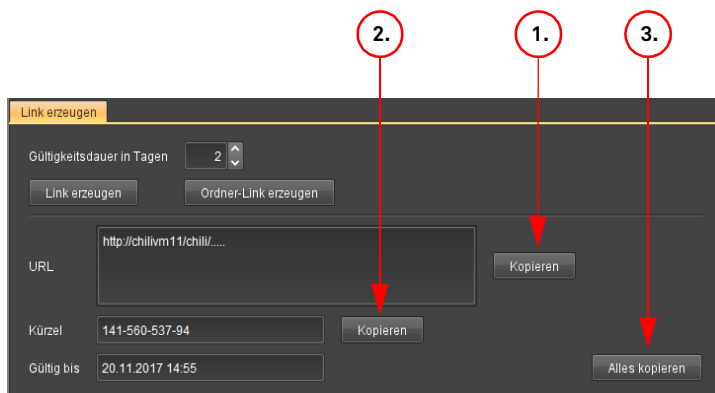 2.
1.
3.
Link erzeugen
Gültigkeitsdauer in Tagen 2
Link erzeugen Ordner-Link erzeugen
http://chilivm11/chili/.....
URL Kopieren
Kürzel 141-560-537-94 Kopieren
Gültig bis 20.11.2017 14:55 Alles kopieren